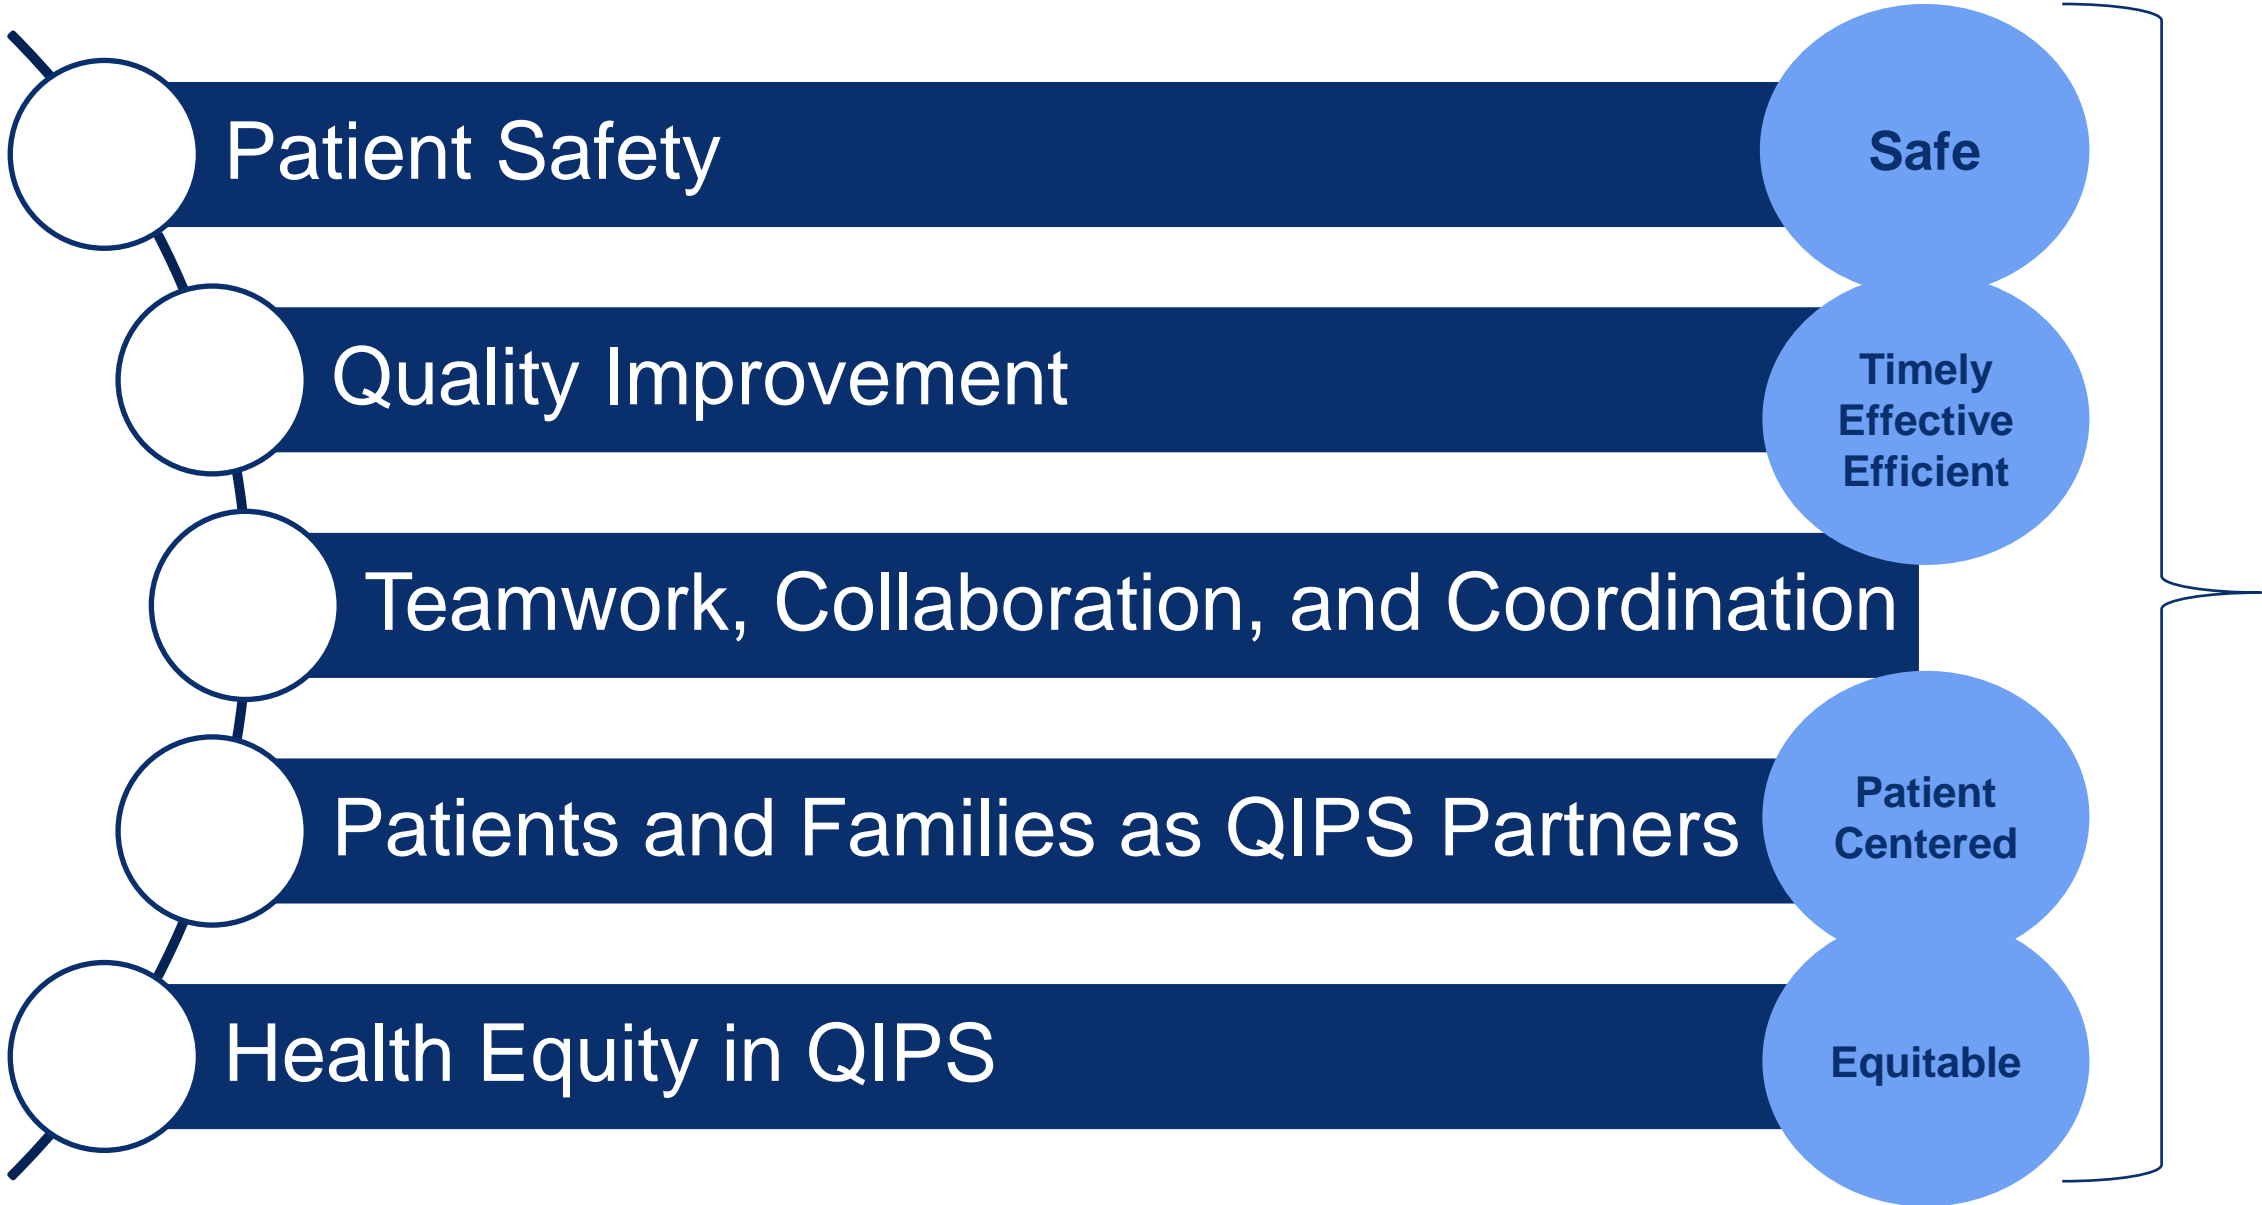 Patient Safety
Safe
Quality Improvement
Timely
Effective
Efficient
Teamwork, Collaboration, and Coordination
Patients and Families as QIPS Partners
Patient
Centered
Health Equity in QIPS
Equitable